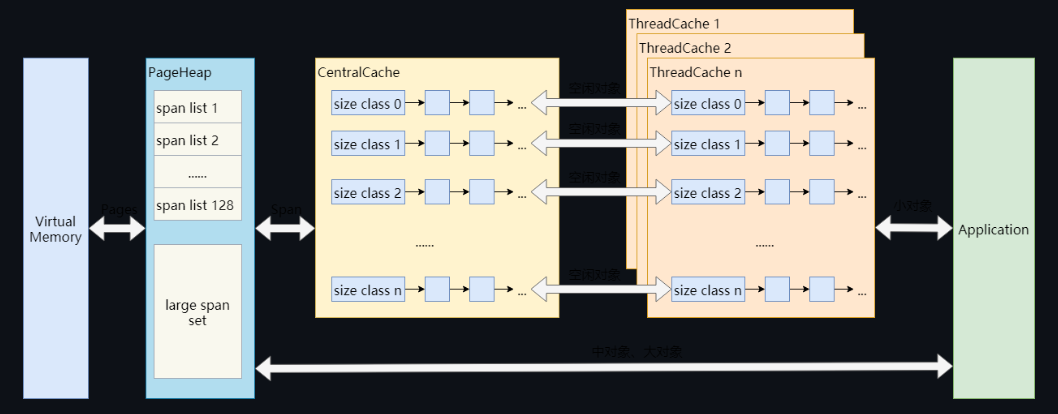 ThreadCache 1
ThreadCache 2
PageHeap
CentralCache
ThreadCache n
span list 1
span list 2
......
span list 128
large span
set
Virtual
Memory
Pages
Span
size class 0
...
size class 1
...
size class 2
...
......
size class n
...
空闲对象
空闲对象
空闲对象
空闲对象
size class 0
...
size class 1
...
size class 2
...
......
size class n
...
小对象
Application
中对象、大对象